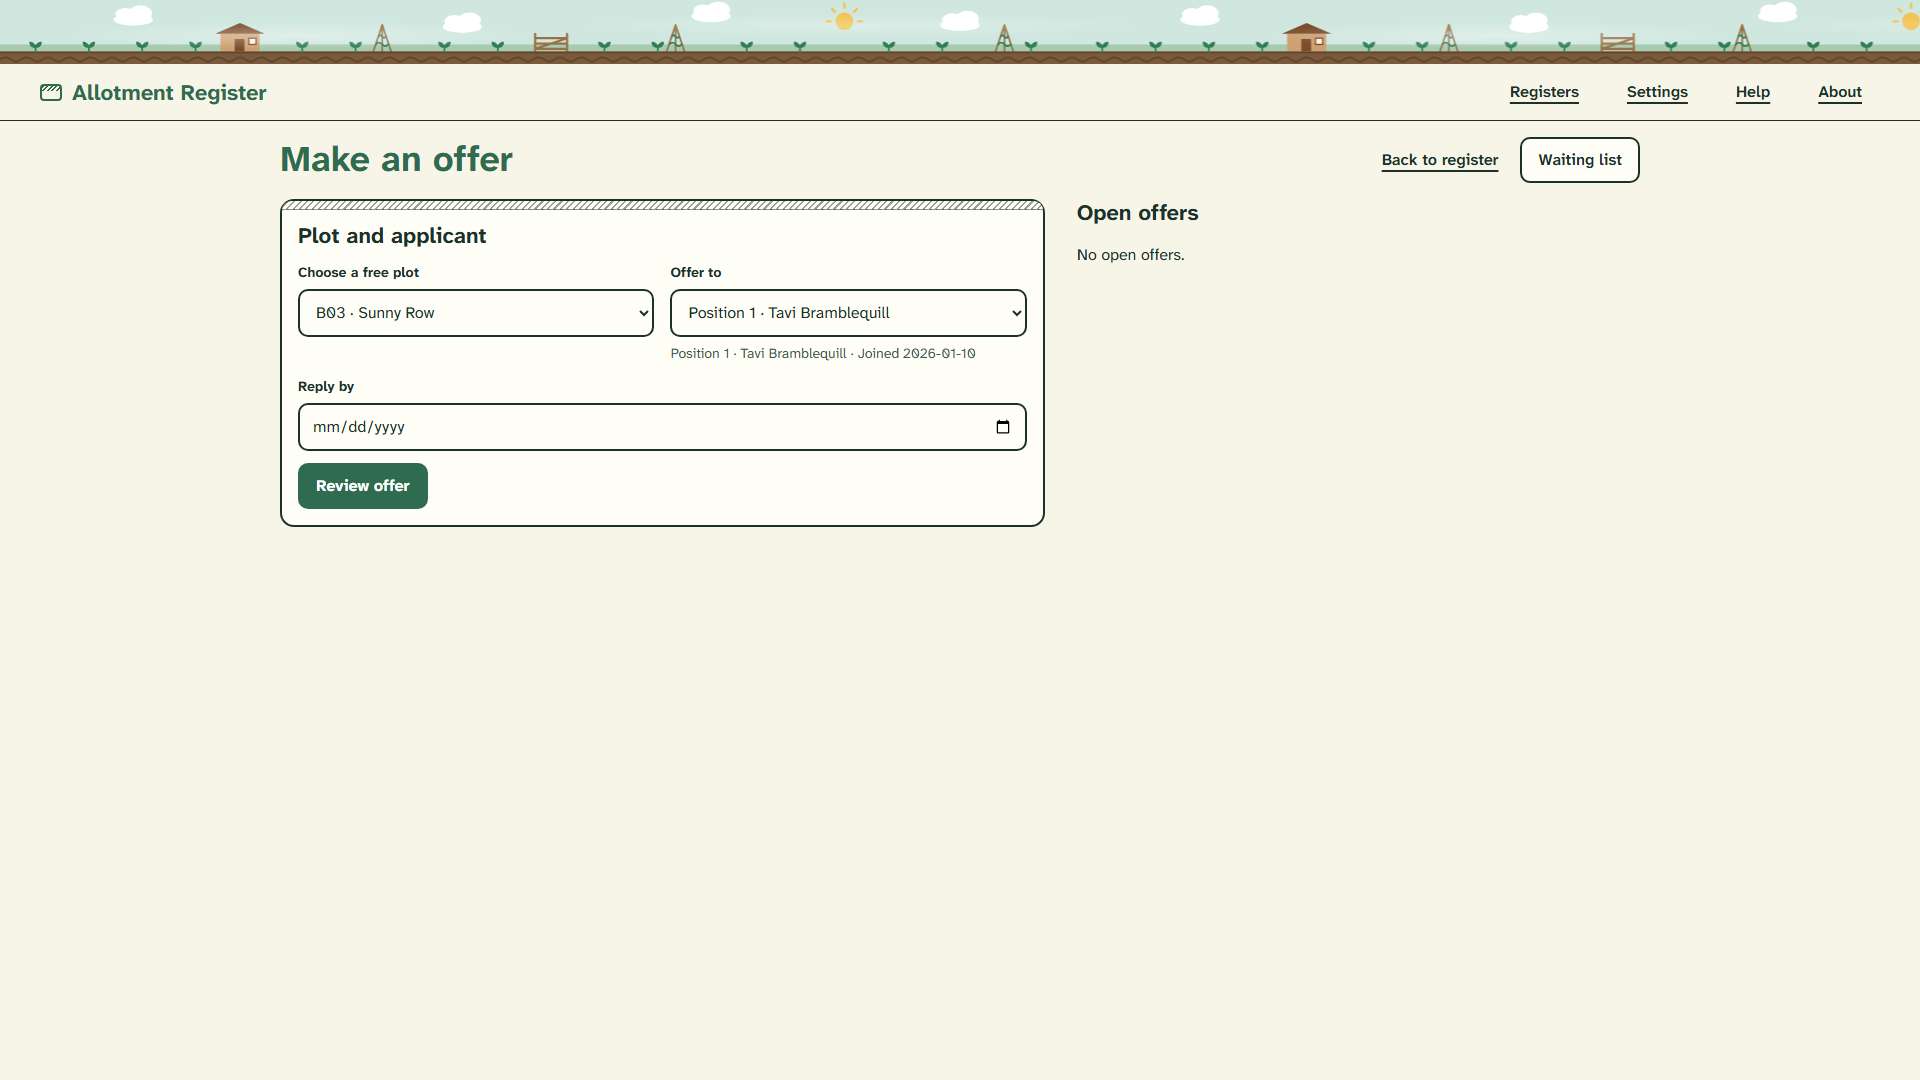 Allotment Register
Registers
Settings
Help
About
Make an offer
Back to register
Waiting list
Plot and applicant
Choose a free plot
Offer to
B03 · Sunny Row
Position 1 · Tavi Bramblequill
Position 1 · Tavi Bramblequill · Joined 2026-01-10
Reply by
mm/dd/yyyy
Review offer
Open offers
No open offers.